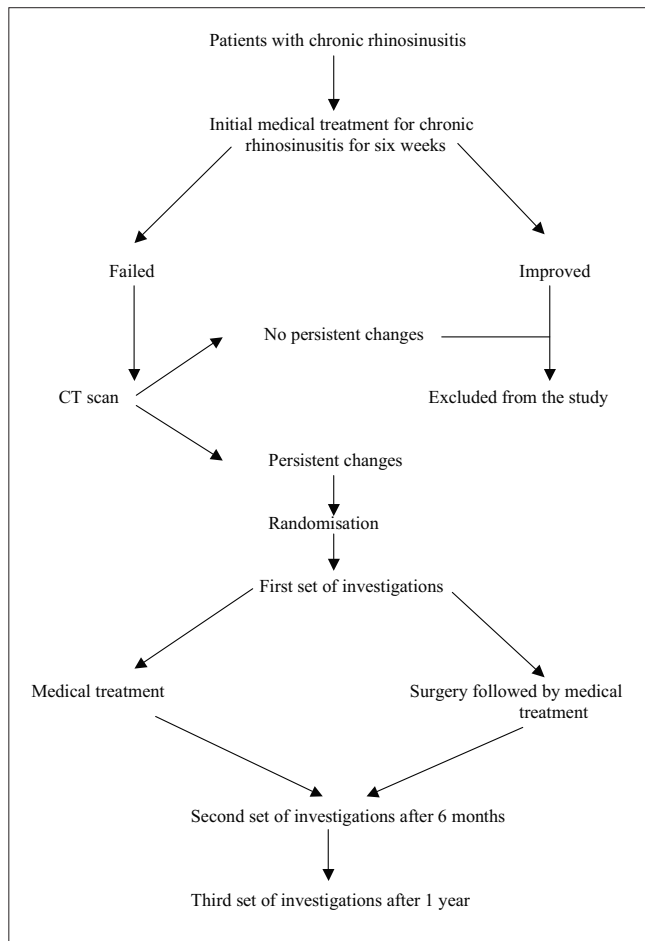 Patients with chronic rhinosinusitis
Initial medical treatment for chronic
rhinosinusitis for six weeks
Failed
Improved
No persistent changes
CT scan
Excluded from the study
Persistent changes
Randomisation
First set of investigations
Medical treatment
Surgery followed by medical
treatment
Second set of investigations after 6 months
Third set of investigations after 1 year